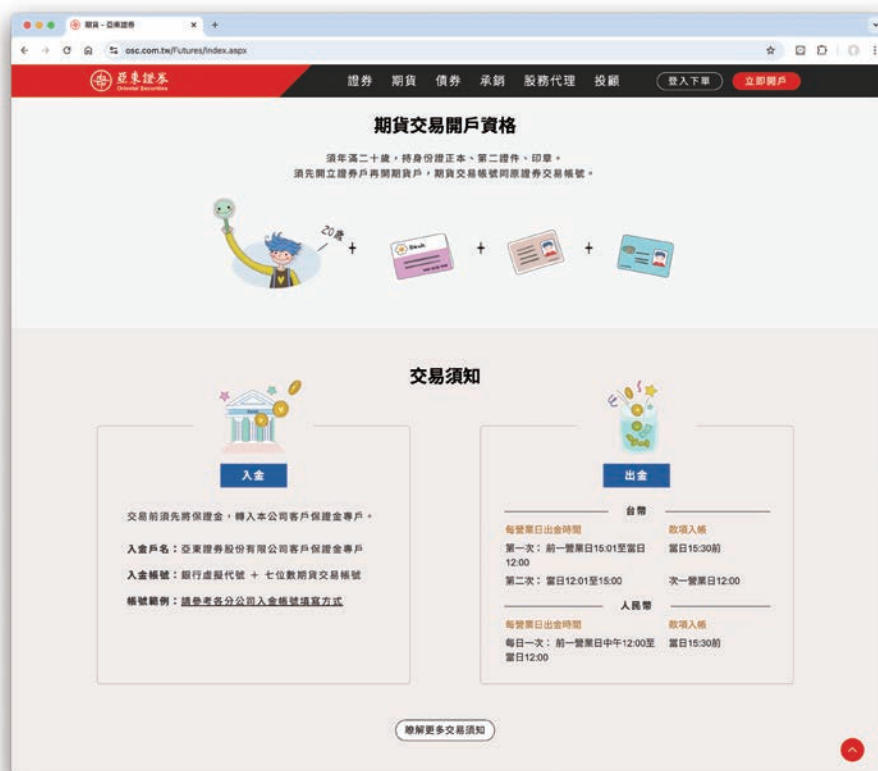 期貨 - 亞東證券
osc.com.tw/Futures/Index.aspx
亞東證券
Oriental Securities
證券 期貨 債券 承銷 股務代理 投顧 登入下單 立即開戶
期貨交易開戶資格
須年滿二十歲，持身份證正本、第二證件、印章。
須先開立證券戶再開期貨戶，期貨交易帳號同原證券交易帳號。
20歲
交易須知
入金
交易前須先將保證金，轉入本公司客戶保證金專戶。
入金戶名：亞東證券股份有限公司客戶保證金專戶
入金帳號：銀行虛擬代號 + 七位數期貨交易帳號
帳號範例：請參考各分公司入金帳號填寫方式
出金
台幣
每營業日出金時間 款項入帳
第一次： 前一營業日15:01至當日 當日15:30前
12:00
第二次： 當日12:01至15:00 次一營業日12:00
人民幣
每營業日出金時間 款項入帳
每日一次： 前一營業日中午12:00至 當日15:30前
當日12:00
瞭解更多交易須知